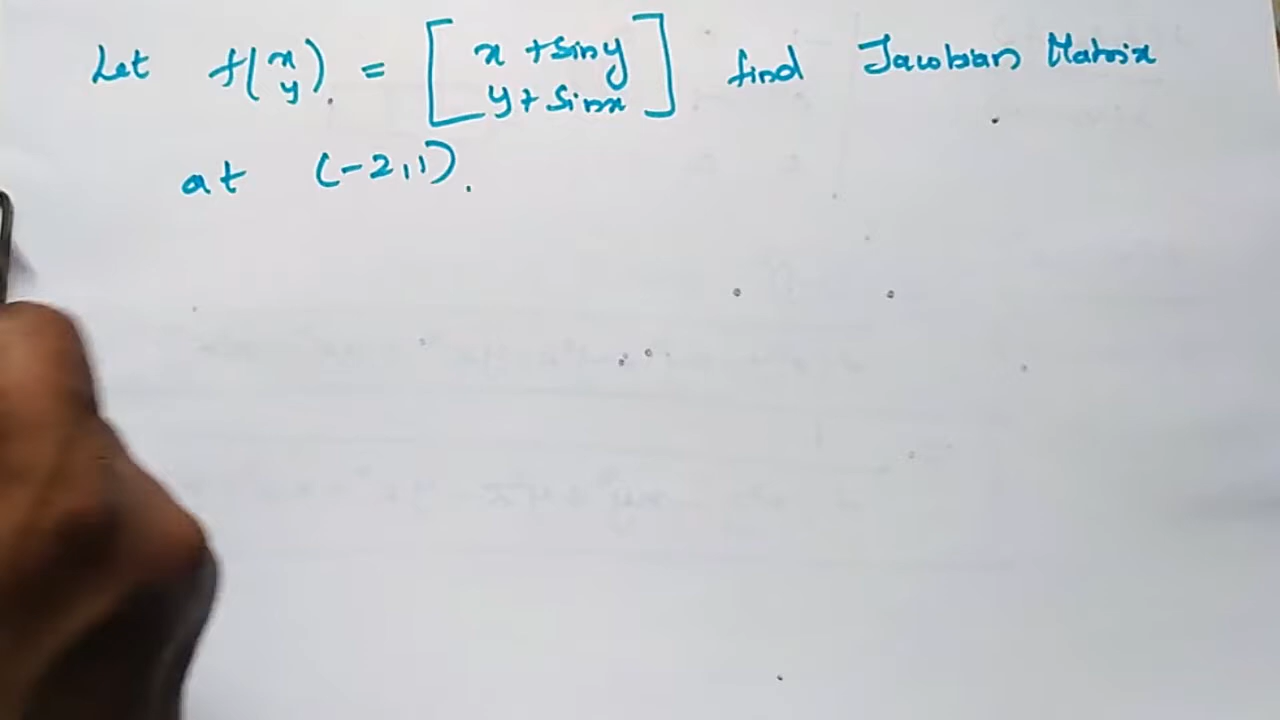 Let f(x y) = [x + sin y y + sin x] find Jacobian Matrix
at (-2,1).